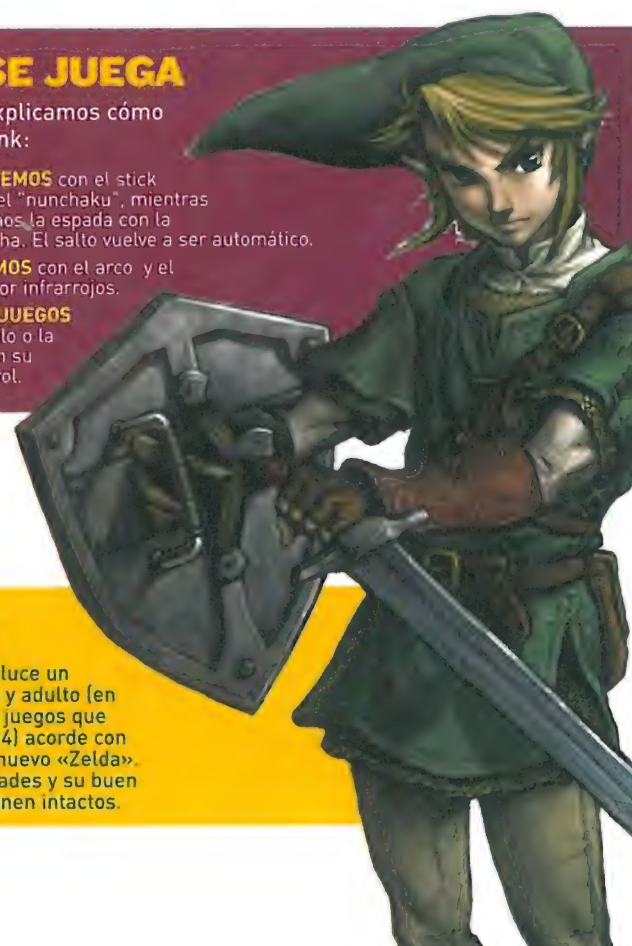 SE JUEGA
xplicamos cómo
nk:
EMOS con el stick
el "nunchaku", mientras
nos la espada con la
ha. El salto vuelve a ser automático.
MOS con el arco y el
or infrarrojos.
JUEGOS
lo o la
n su
rol.
luce un
y adulto (en
juegos que
4) acorde con
nuevo «Zelda».
ades y su buen
nen intactos.